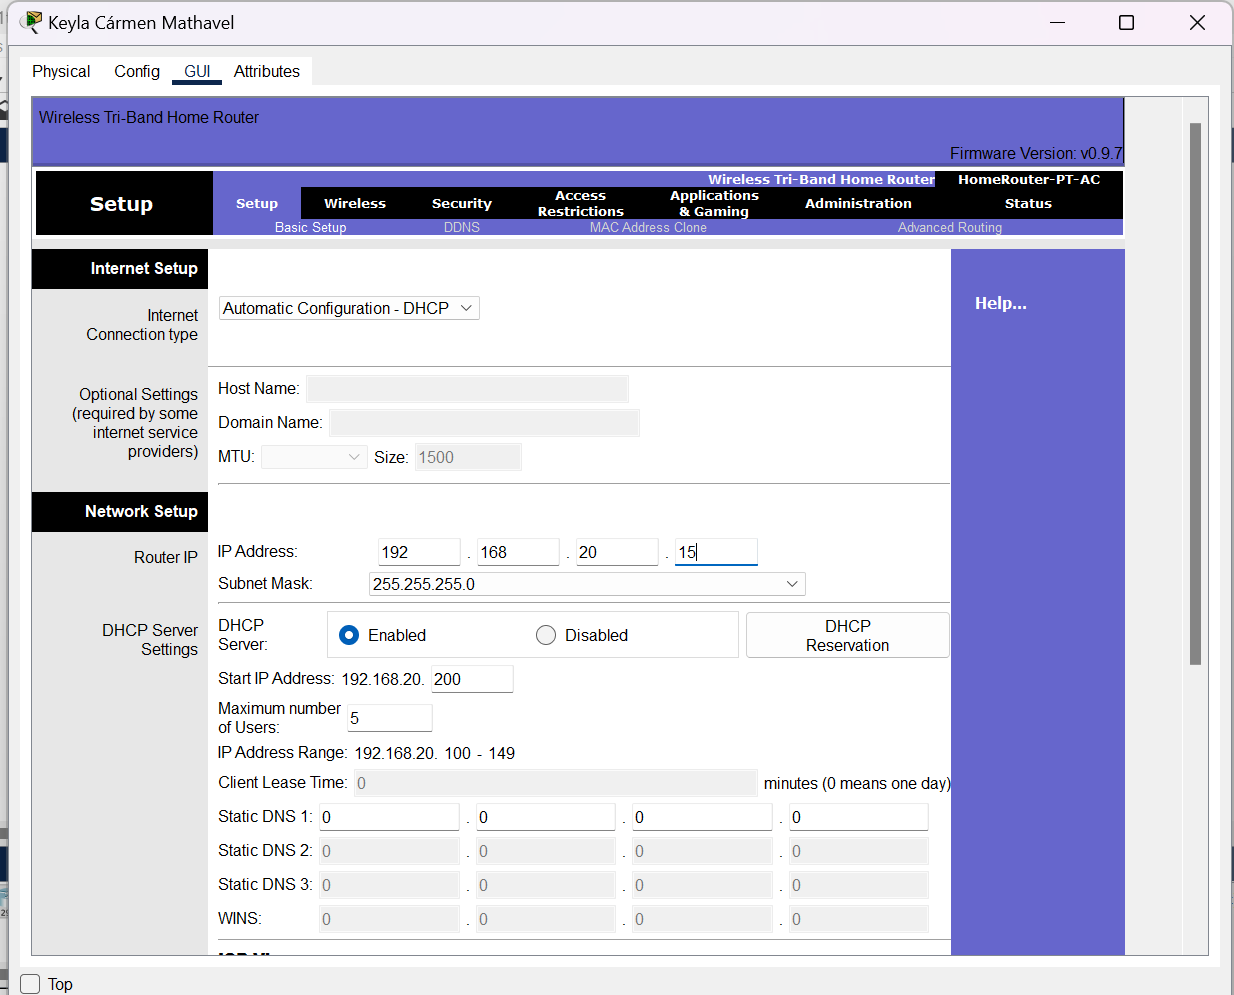 Keyla Cármen Mathavel
Physical Config GUI Attributes
Wireless Tri-Band Home Router
Firmware Version: v0.9.7
Wireless Tri-Band Home Router HomeRouter-PT-AC
Setup
Setup Wireless Security Access Restrictions Applications & Gaming Administration Status
Basic Setup DDNS MAC Address Clone Advanced Routing
Internet Setup
Internet
Connection type
Automatic Configuration - DHCP
Help...
Optional Settings
(required by some
internet service
providers)
Host Name:
Domain Name:
MTU: Size: 1500
Network Setup
Router IP
IP Address: 192 . 168 . 20 . 15
Subnet Mask: 255.255.255.0
DHCP Server
Settings
DHCP
Server:
Enabled Disabled
DHCP
Reservation
Start IP Address: 192.168.20. 200
Maximum number
of Users:
5
IP Address Range: 192.168.20. 100 - 149
Client Lease Time: 0 minutes (0 means one day)
Static DNS 1: 0 . 0 . 0 . 0
Static DNS 2: 0 . 0 . 0 . 0
Static DNS 3: 0 . 0 . 0 . 0
WINS: 0 . 0 . 0 . 0
Top